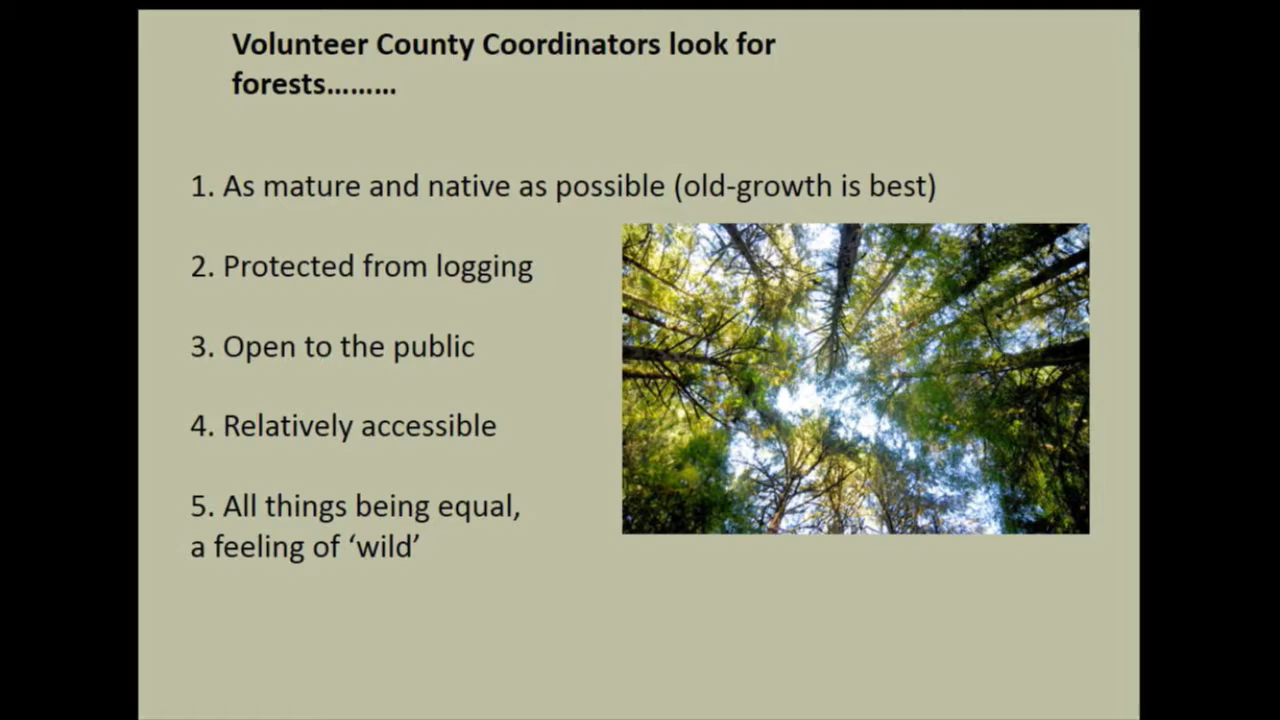 Volunteer County Coordinators look for
forests.........
1. As mature and native as possible (old-growth is best)
2. Protected from logging
3. Open to the public
4. Relatively accessible
5. All things being equal,
a feeling of ‘wild’